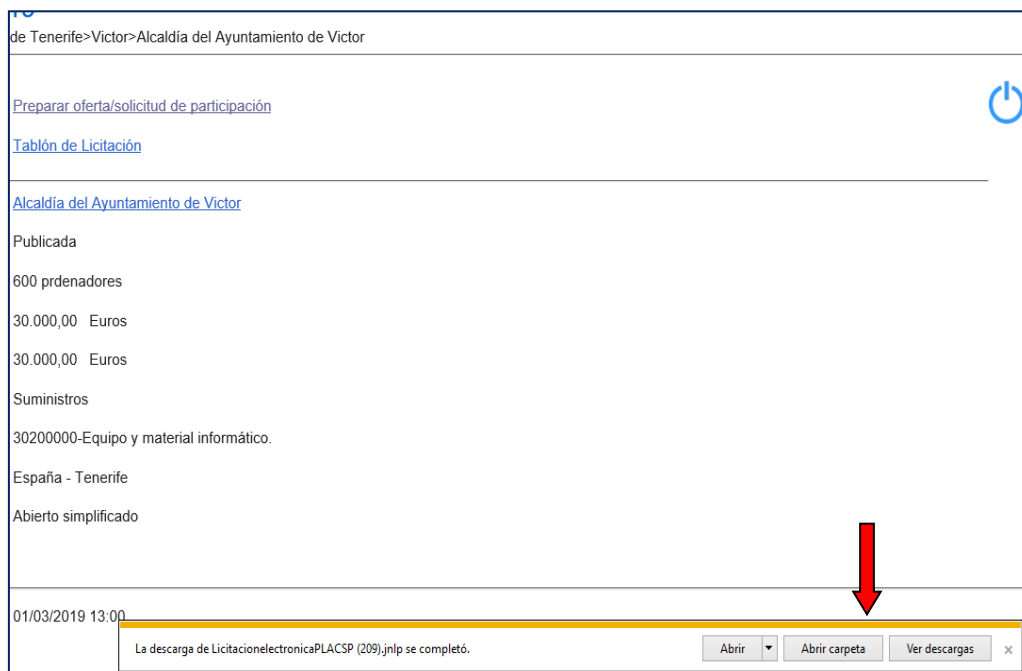 de Tenerife>Victor>Alcaldía del Ayuntamiento de Victor
Preparar oferta/solicitud de participación
Tablón de Licitación
Alcaldía del Ayuntamiento de Victor
Publicada
600 prdenadores
30.000,00 Euros
30.000,00 Euros
Suministros
30200000-Equipo y material informático.
España - Tenerife
Abierto simplificado
01/03/2019 13:00
La descarga de LicitacionelectronicaPLACSP (209).jnlp se completó.
Abrir
Abrir carpeta
Ver descargas